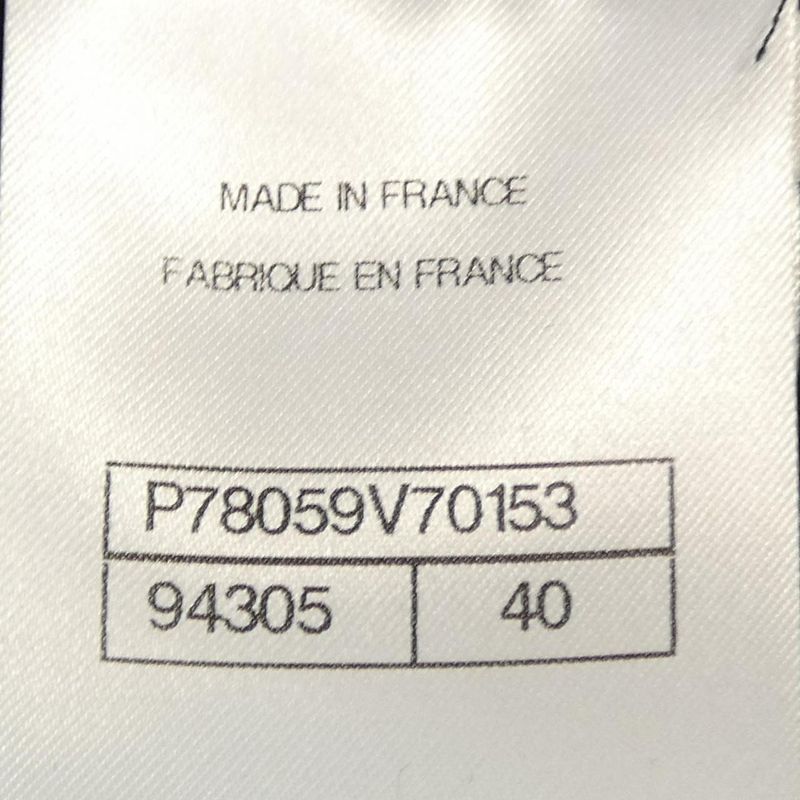 MADE IN FRANCE
FABRIQUE EN FRANCE
P78059V70153
94305 40